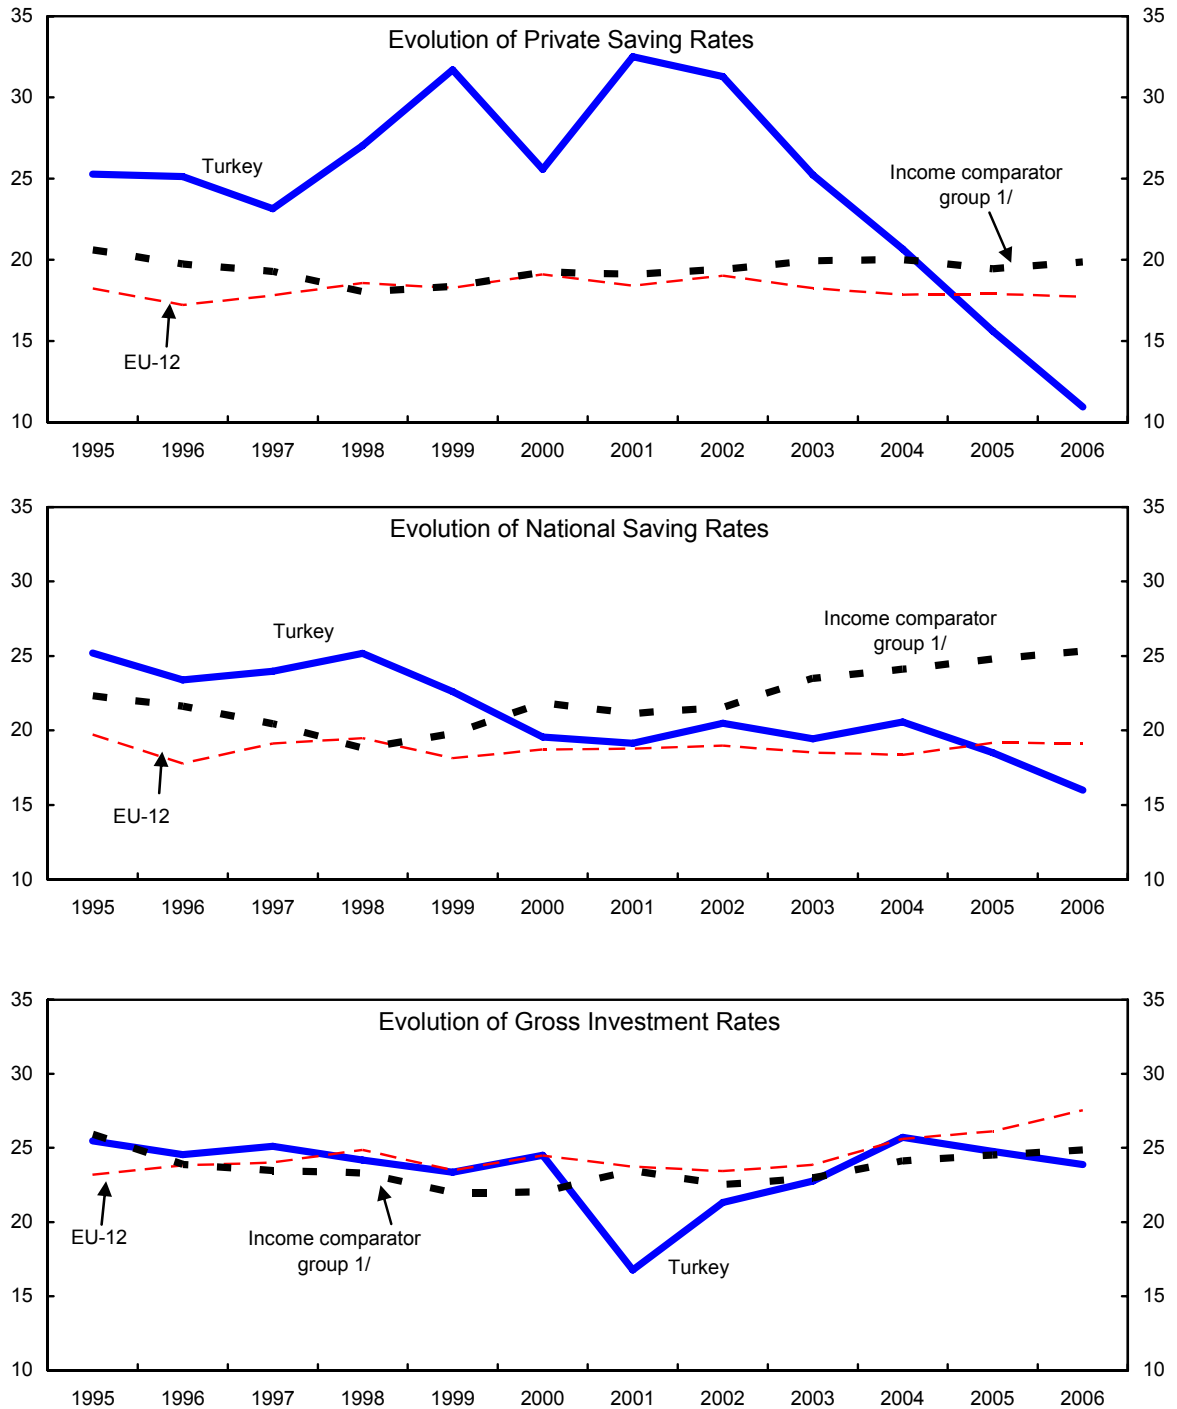 Evolution of Private Saving Rates
35 35
30 30
25 25
20 20
15 15
10 10
Turkey
Income comparator
group 1/
EU-12
1995 1996 1997 1998 1999 2000 2001 2002 2003 2004 2005 2006
Evolution of National Saving Rates
35 35
30 30
25 25
20 20
15 15
10 10
Turkey
Income comparator
group 1/
EU-12
1995 1996 1997 1998 1999 2000 2001 2002 2003 2004 2005 2006
Evolution of Gross Investment Rates
35 35
30 30
25 25
20 20
15 15
10 10
EU-12
Income comparator
group 1/
Turkey
1995 1996 1997 1998 1999 2000 2001 2002 2003 2004 2005 2006